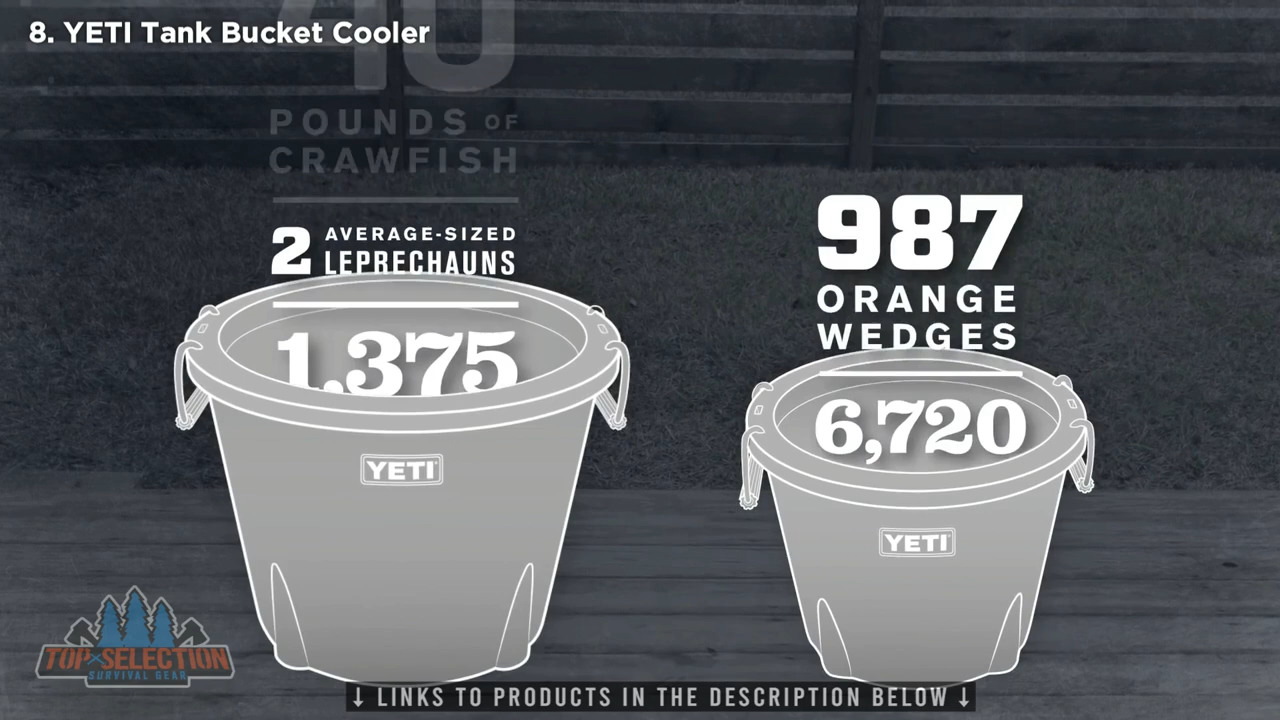 8. YETI Tank Bucket Cooler
40
POUNDS OF
CRAWFISH
2 AVERAGE-SIZED
LEPRECHAUNS
1,375
YETI
987
ORANGE
WEDGES
6,720
YETI
TOP SELECTION
SURVIVAL GEAR
↓ LINKS TO PRODUCTS IN THE DESCRIPTION BELOW ↓